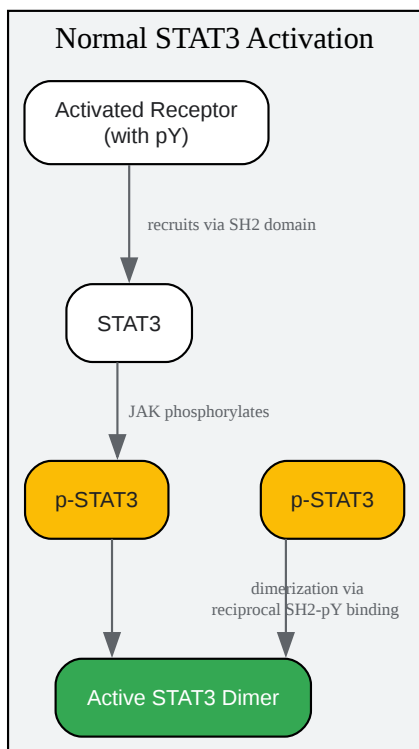 Normal STAT3 Activation
Activated Receptor
(with pY)
recruits via SH2 domain
STAT3
JAK phosphorylates
p-STAT3
p-STAT3
dimerization via
reciprocal SH2-pY binding
Active STAT3 Dimer